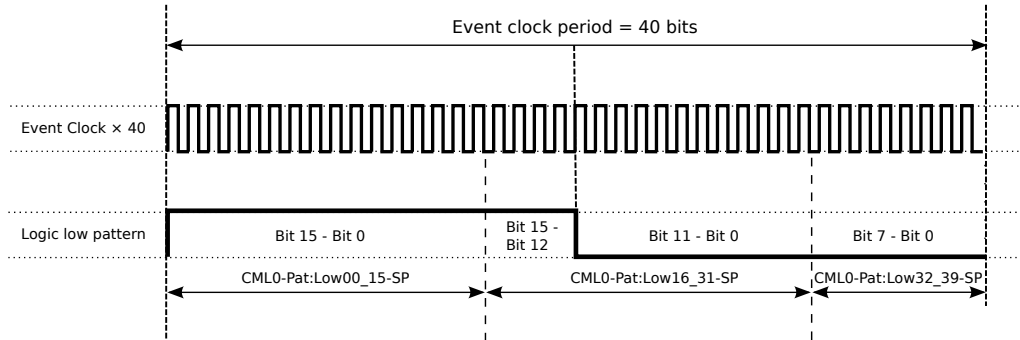 Event clock period = 40 bits
Event Clock × 40
Logic low pattern
Bit 15 - Bit 0
Bit 15 -
Bit 12
Bit 11 - Bit 0
Bit 7 - Bit 0
CML0-Pat:Low00_15-SP
CML0-Pat:Low16_31-SP
CML0-Pat:Low32_39-SP